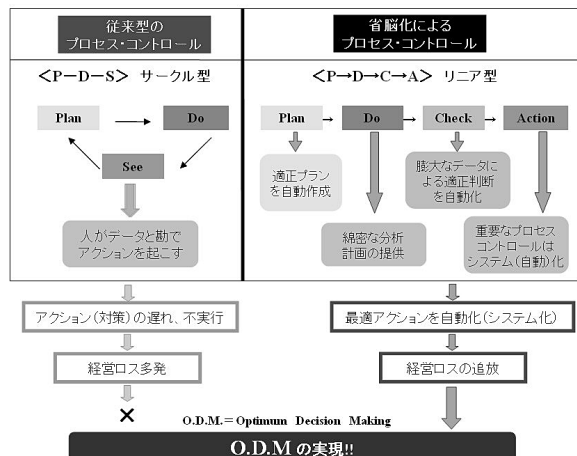 従来型の
プロセス・コントロール
<P－D－S> サークル型
Plan
Do
See
人がデータと勘で
アクションを起こす
アクション(対策)の遅れ、不実行
経営ロス多発
×
省脳化による
プロセス・コントロール
<P→D→C→A> リニア型
Plan
Do
Check
Action
適正プラン
を自動作成
綿密な分析
計画の提供
膨大なデータに
よる適正判断
を自動化
重要なプロセス
コントロールは
システム(自動)化
最適アクションを自動化(システム化)
経営ロスの追放
O.D.M.＝Optimum Decision Making
O.D.M の実現!!